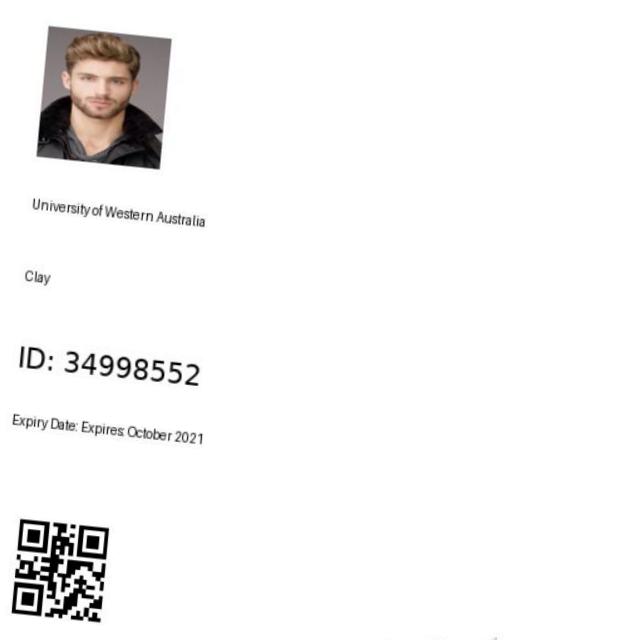 University of Western Australia
Clay
ID: 34998552
Expiry Date: Expires: October 2021